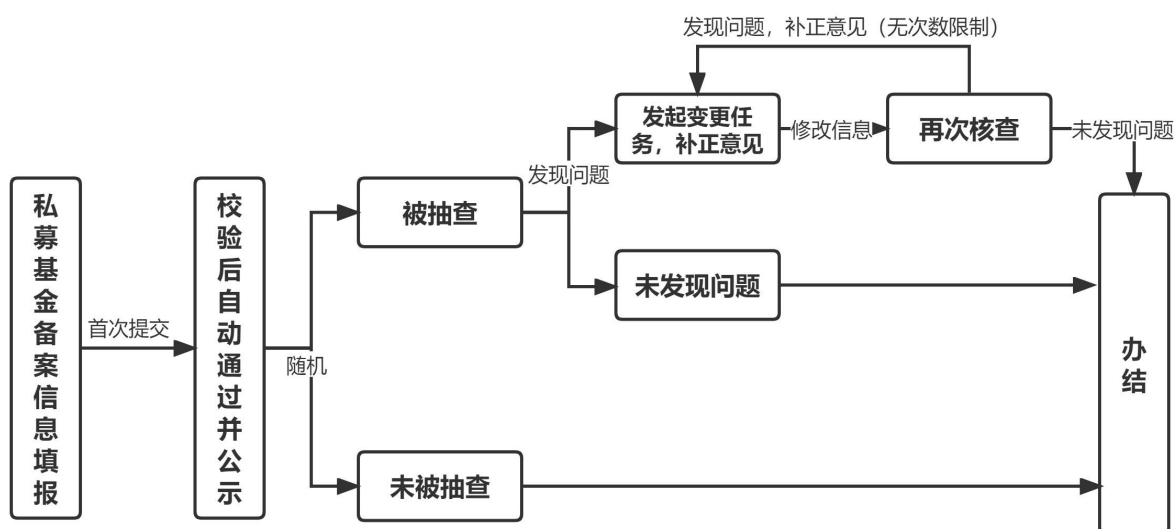 发现问题，补正意见（无次数限制）
发起变更任
务，补正意见
修改信息
再次核查
未发现问题
发现问题
私募基金备案信息填报
首次提交
校验后自动通过并公示
随机
被抽查
未发现问题
未被抽查
办结